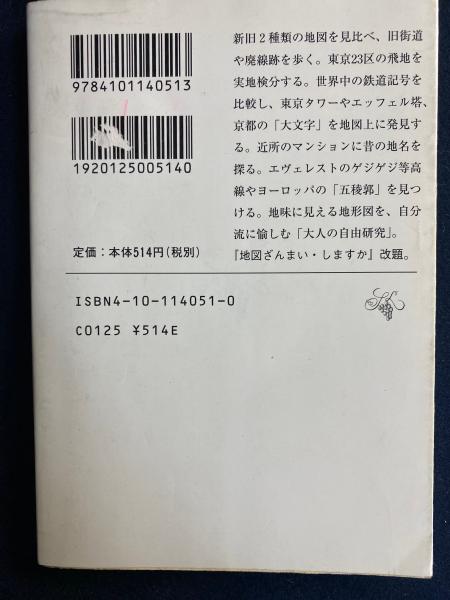 新旧2種類の地図を見比べ、旧街道
や廃線跡を歩く。東京23区の飛地を
実地検分する。世界中の鉄道記号を
比較し、東京タワーやエッフェル塔、
京都の「大文字」を地図上に発見す
る。近所のマンションに昔の地名を
探る。エヴェレストのゲジゲジ等高
線やヨーロッパの「五稜郭」を見つ
ける。地味に見える地形図を、自分
流に愉しむ「大人の自由研究」。
『地図ざんまい・しますか』改題。
9784101140513
1920125005140
定価:本体514円(税別)
ISBN4-10-114051-0
C0125 ¥514E